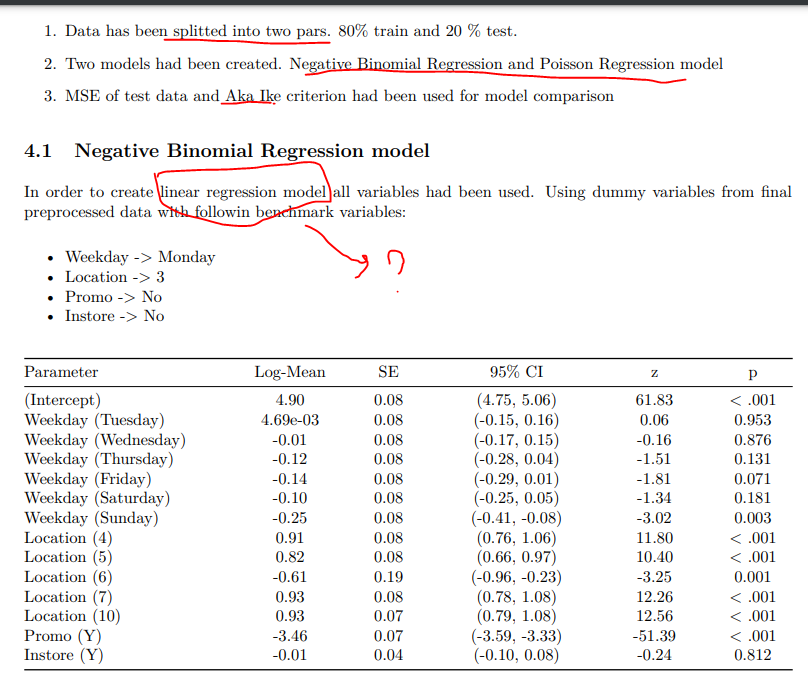 1. Data has been splitted into two pars. 80% train and 20 % test.
2. Two models had been created. Negative Binomial Regression and Poisson Regression model
3. MSE of test data and Aka Ike criterion had been used for model comparison
4.1 Negative Binomial Regression model
In order to create linear regression model all variables had been used. Using dummy variables from final
preprocessed data with followin benchmark variables:
?
• Weekday -> Monday
• Location -> 3
• Promo -> No
• Instore -> No
Parameter Log-Mean SE 95% CI z p
(Intercept) 4.90 0.08 (4.75, 5.06) 61.83 < .001
Weekday (Tuesday) 4.69e-03 0.08 (-0.15, 0.16) 0.06 0.953
Weekday (Wednesday) -0.01 0.08 (-0.17, 0.15) -0.16 0.876
Weekday (Thursday) -0.12 0.08 (-0.28, 0.04) -1.51 0.131
Weekday (Friday) -0.14 0.08 (-0.29, 0.01) -1.81 0.071
Weekday (Saturday) -0.10 0.08 (-0.25, 0.05) -1.34 0.181
Weekday (Sunday) -0.25 0.08 (-0.41, -0.08) -3.02 0.003
Location (4) 0.91 0.08 (0.76, 1.06) 11.80 < .001
Location (5) 0.82 0.08 (0.66, 0.97) 10.40 < .001
Location (6) -0.61 0.19 (-0.96, -0.23) -3.25 0.001
Location (7) 0.93 0.08 (0.78, 1.08) 12.26 < .001
Location (10) 0.93 0.07 (0.79, 1.08) 12.56 < .001
Promo (Y) -3.46 0.07 (-3.59, -3.33) -51.39 < .001
Instore (Y) -0.01 0.04 (-0.10, 0.08) -0.24 0.812